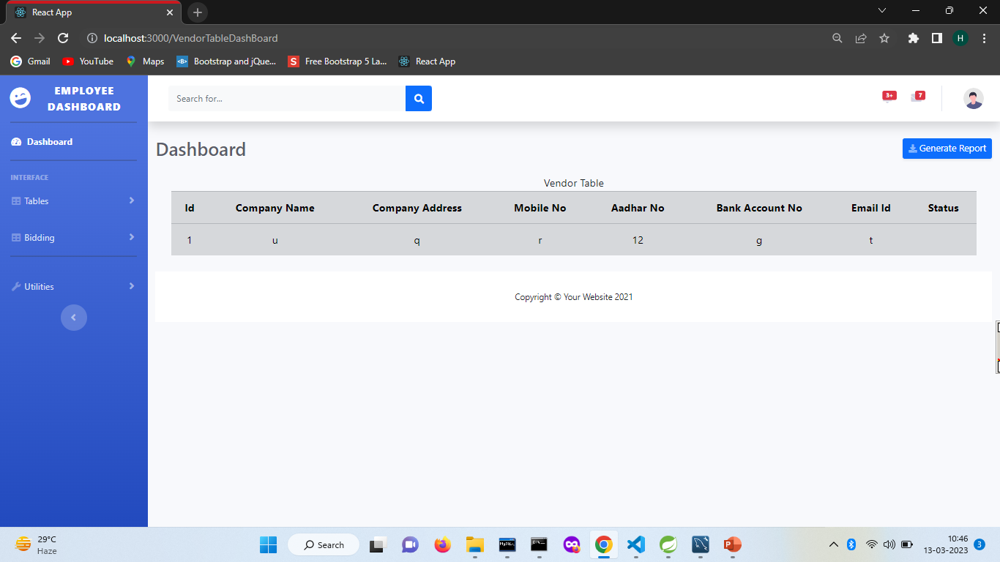 React App
localhost:3000/VendorTableDashBoard
H
Gmail
YouTube
Maps
<B>
Bootstrap and jQue...
S
Free Bootstrap 5 La...
React App
EMPLOYEE
DASHBOARD
Search for...
3+
7
Dashboard
Dashboard
Generate Report
INTERFACE
Tables
Bidding
Utilities
Vendor Table
Id Company Name Company Address Mobile No Aadhar No Bank Account No Email Id Status
1 u q r 12 g t
Copyright © Your Website 2021
29°C
Haze
Search
P
10:46
13-03-2023
3